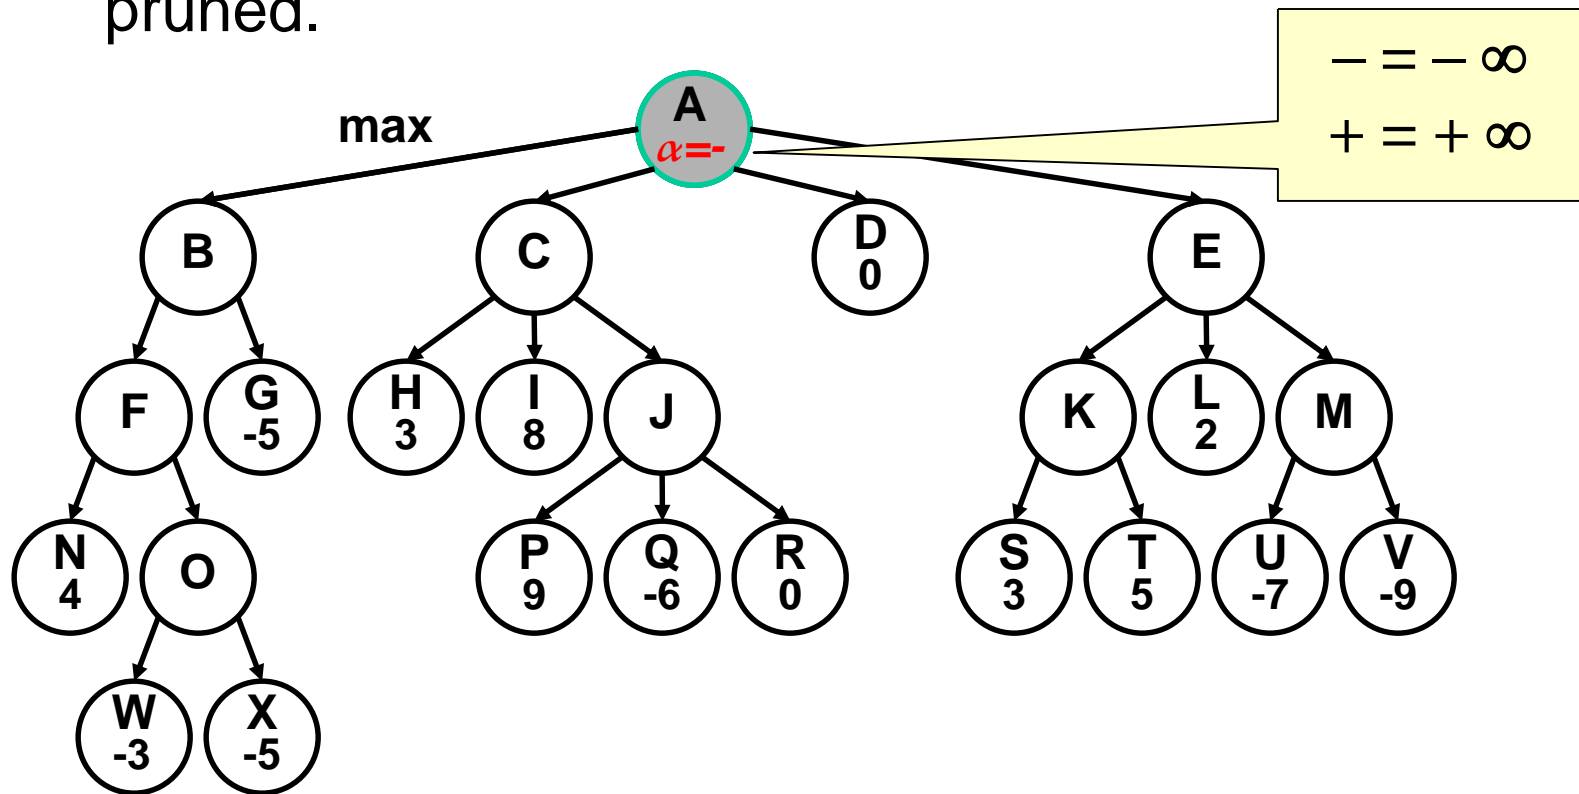 pruned.
– = – ∞
+ = + ∞
max
A
α=-
B
C
D
0
E
F
G
-5
H
3
I
8
J
K
L
2
M
N
4
O
P
9
Q
-6
R
0
S
3
T
5
U
-7
V
-9
W
-3
X
-5